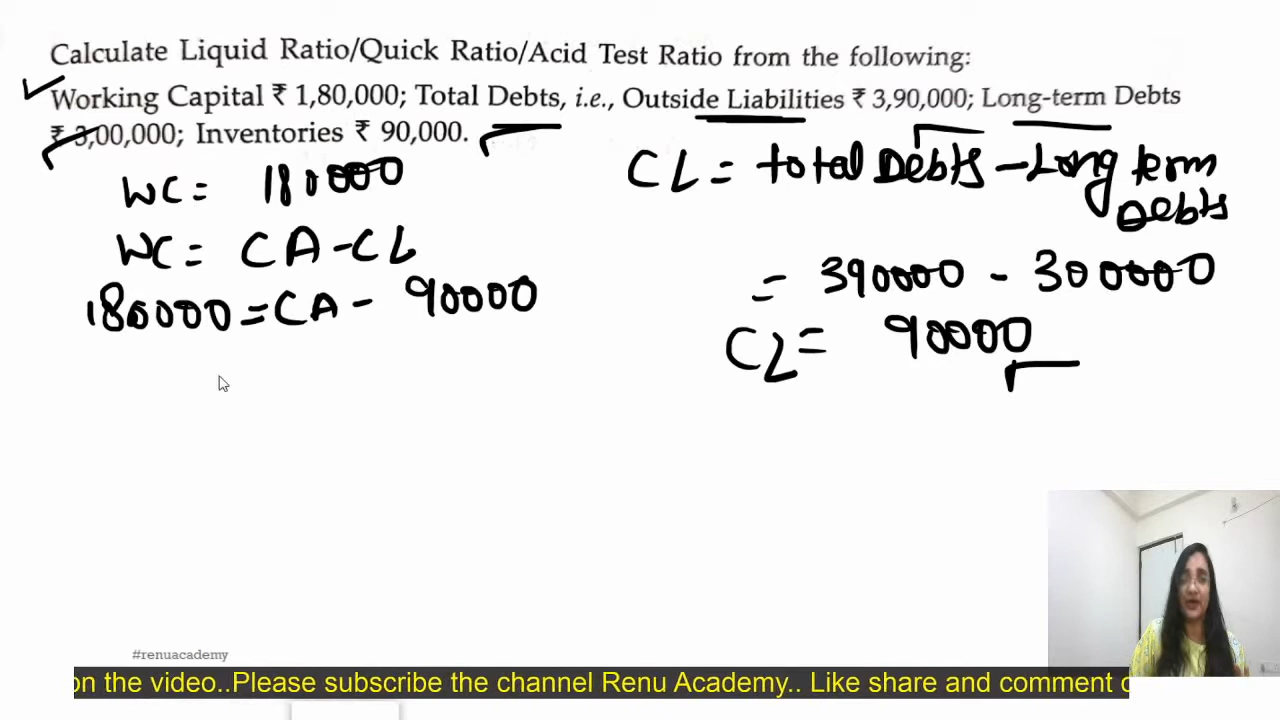 Calculate Liquid Ratio/Quick Ratio/Acid Test Ratio from the following:
Working Capital ₹ 1,80,000; Total Debts, i.e., Outside Liabilities ₹ 3,90,000; Long-term Debts
₹ 3,00,000; Inventories ₹ 90,000.
WC = 180000
WC = CA - CL
180000 = CA - 90000
CL = total Debts - Long term
Debts
= 390000 - 300000
CL = 90000
#renuacademy
on the video..Please subscribe the channel Renu Academy.. Like share and comment